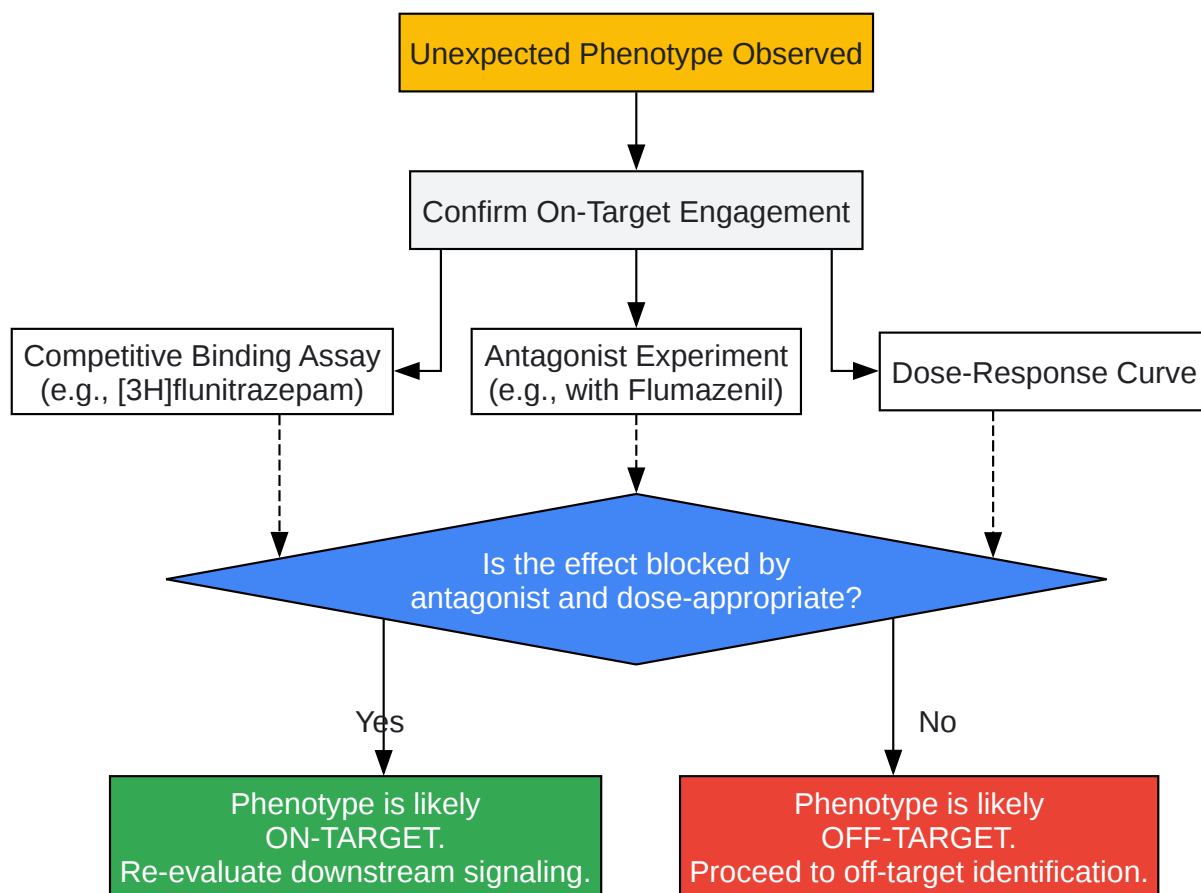 Unexpected Phenotype Observed
Confirm On-Target Engagement
Competitive Binding Assay
(e.g., [3H]flunitrazepam)
Antagonist Experiment
(e.g., with Flumazenil)
Dose-Response Curve
Is the effect blocked by
antagonist and dose-appropriate?
Yes
No
Phenotype is likely
ON-TARGET.
Re-evaluate downstream signaling.
Phenotype is likely
OFF-TARGET.
Proceed to off-target identification.